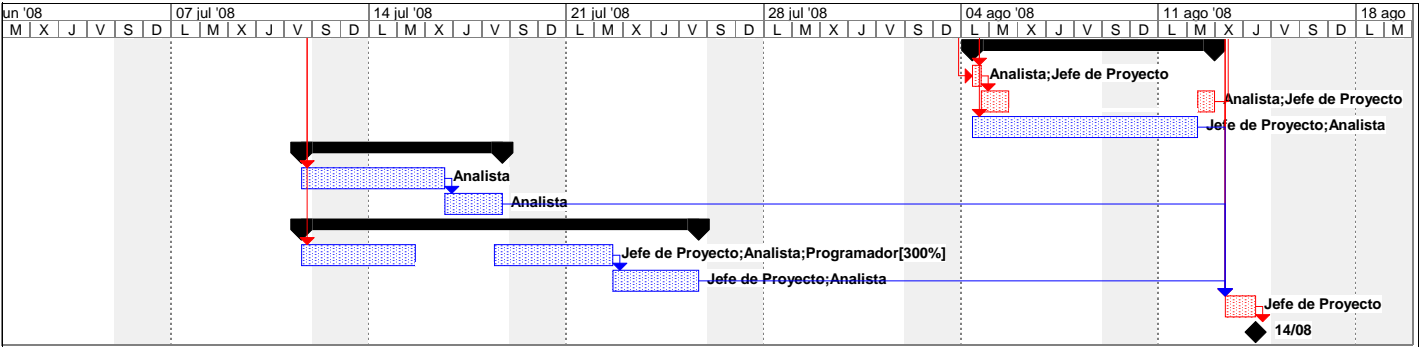 un '08 07 jul '08 14 jul '08 21 jul '08 28 jul '08 04 ago '08 11 ago '08 18 ago
M X J V S D L M X J V S D L M X J V S D L M X J V S D L M X J V S D L M X J V S D L M X J V S D L M
Analista;Jefe de Proyecto
Analista;Jefe de Proyecto
Jefe de Proyecto;Analista
Analista
Analista
Jefe de Proyecto;Analista;Programador[300%]
Jefe de Proyecto;Analista
Jefe de Proyecto
14/08